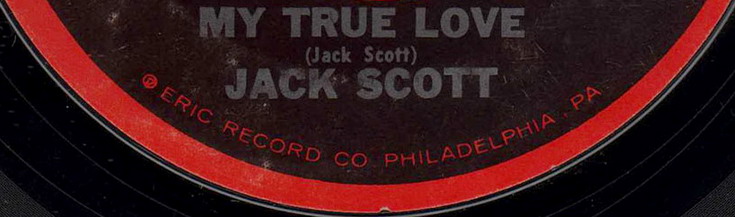 MY TRUE LOVE
(Jack Scott)
JACK SCOTT
℗ ERIC RECORD CO PHILADELPHIA . PA